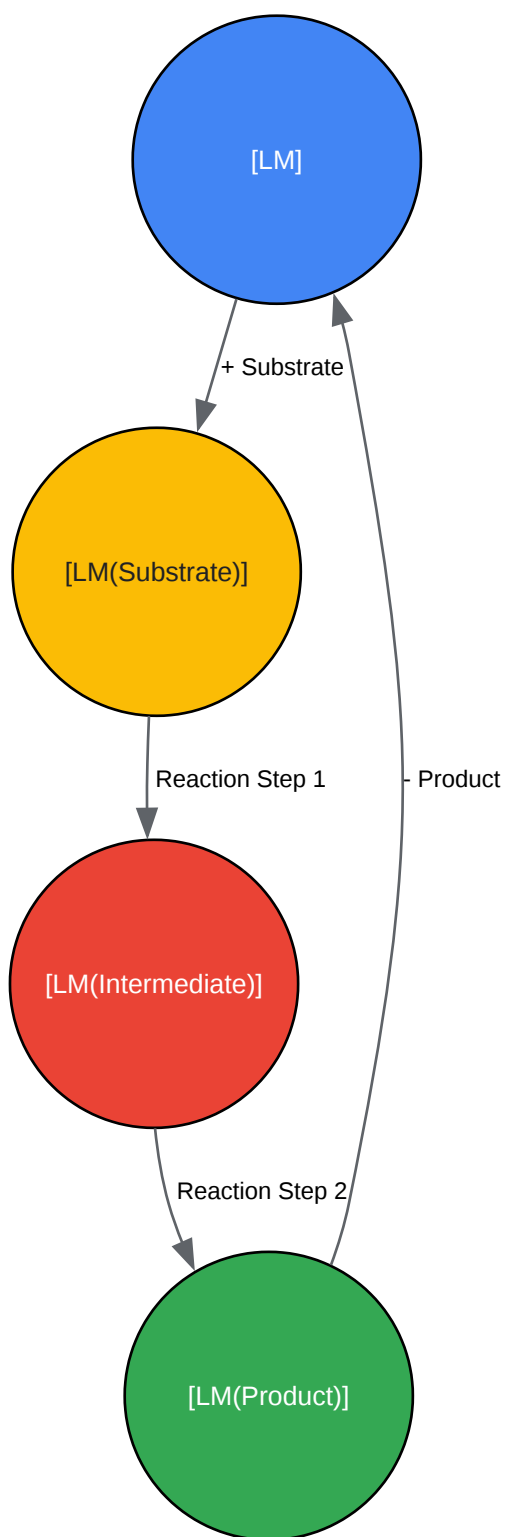 [LM]
+ Substrate
[LM(Substrate)]
Reaction Step 1
- Product
[LM(Intermediate)]
Reaction Step 2
[LM(Product)]